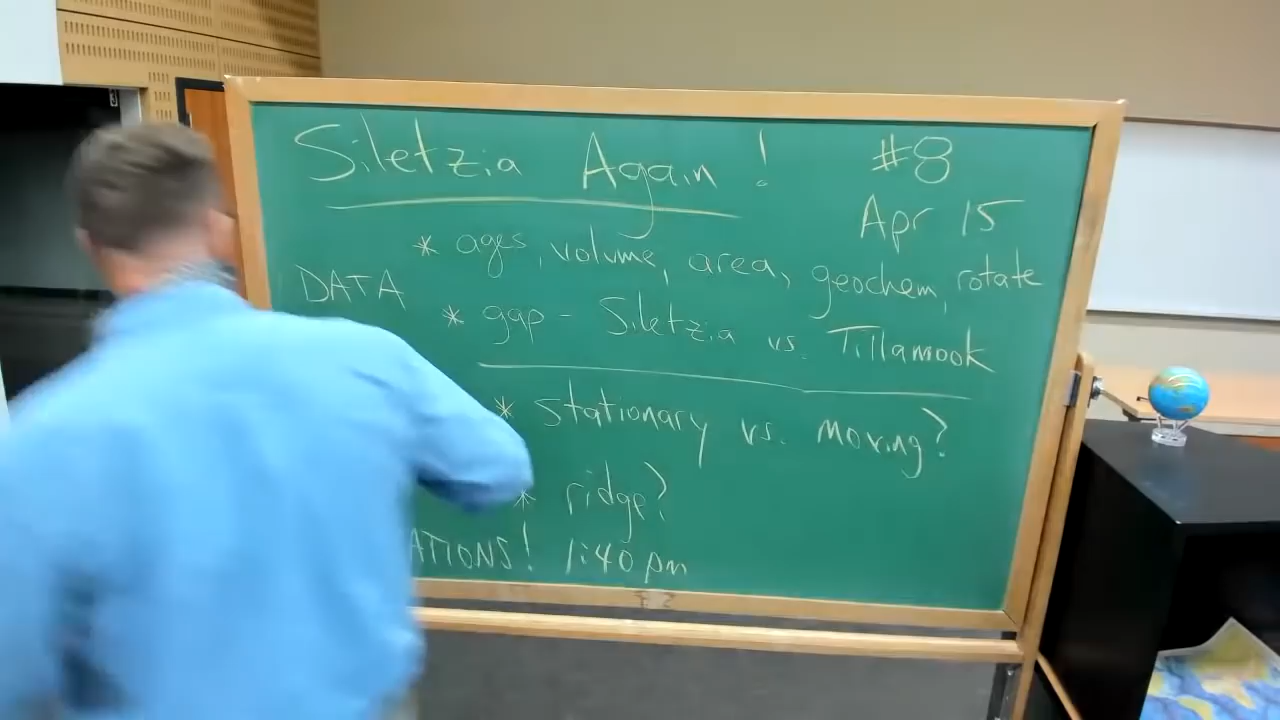 Siletzia Again! #8
Apr 15
* ages, volume, area, geochem, rotate
DATA
* gap - Siletzia vs. Tillamook
* stationary vs. moving?
* ridge?
ATIONS! 1:40 pm